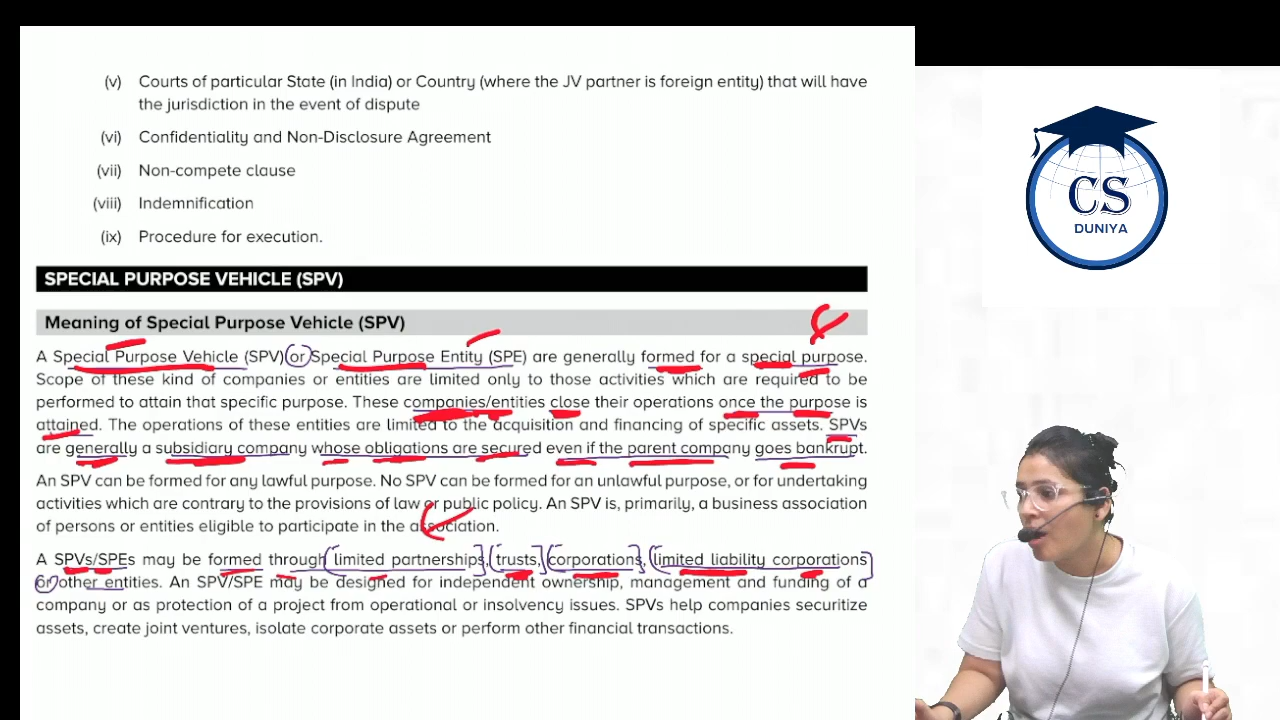 (v) Courts of particular State (in India) or Country (where the JV partner is foreign entity) that will have
the jurisdiction in the event of dispute
(vi) Confidentiality and Non-Disclosure Agreement
(vii) Non-compete clause
(viii) Indemnification
(ix) Procedure for execution.
SPECIAL PURPOSE VEHICLE (SPV)
Meaning of Special Purpose Vehicle (SPV)
A Special Purpose Vehicle (SPV) or Special Purpose Entity (SPE) are generally formed for a special purpose.
Scope of these kind of companies or entities are limited only to those activities which are required to be
performed to attain that specific purpose. These companies/entities close their operations once the purpose is
attained. The operations of these entities are limited to the acquisition and financing of specific assets. SPVs
are generally a subsidiary company whose obligations are secured even if the parent company goes bankrupt.
An SPV can be formed for any lawful purpose. No SPV can be formed for an unlawful purpose, or for undertaking
activities which are contrary to the provisions of law or public policy. An SPV is, primarily, a business association
of persons or entities eligible to participate in the association.
A SPVs/SPEs may be formed through limited partnerships, trusts, corporations, limited liability corporations
or other entities. An SPV/SPE may be designed for independent ownership, management and funding of a
company or as protection of a project from operational or insolvency issues. SPVs help companies securitize
assets, create joint ventures, isolate corporate assets or perform other financial transactions.
CS
DUNIYA